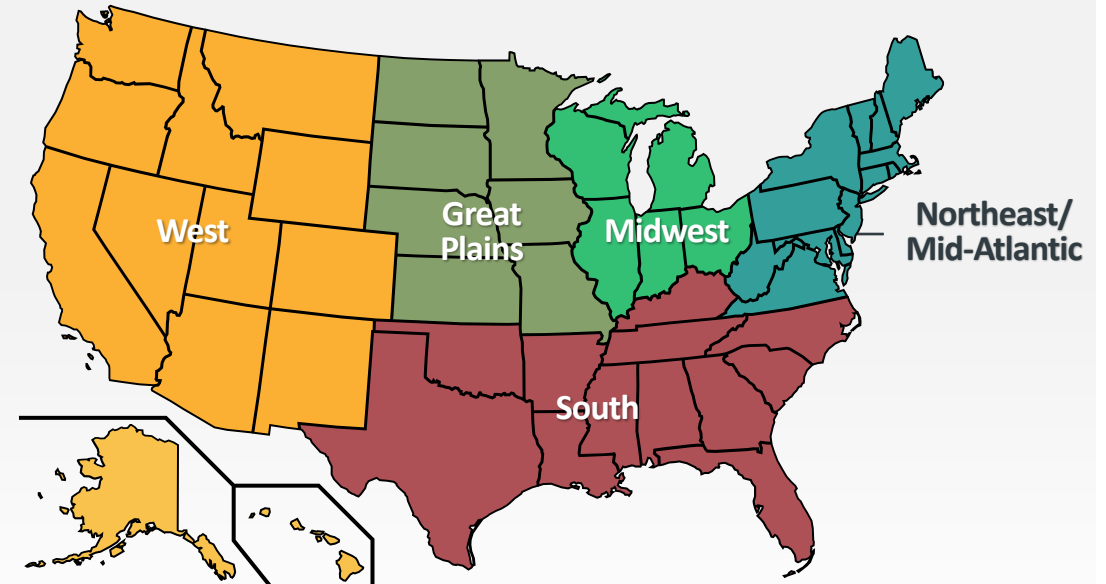 West
Great
Plains
Midwest
Northeast/
Mid-Atlantic
South